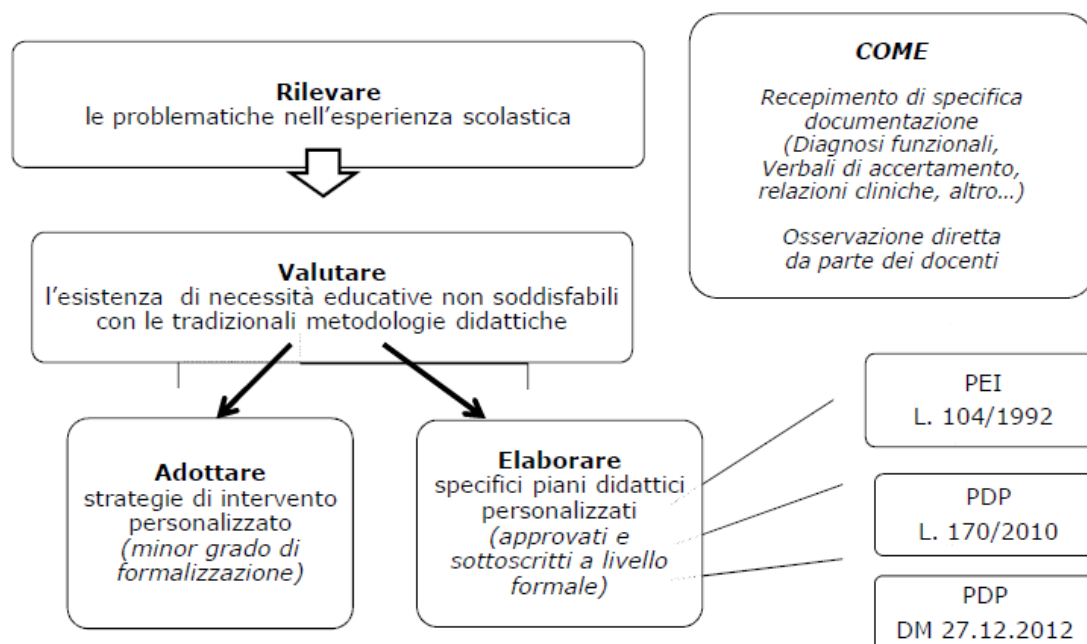 Rilevare
le problematiche nell'esperienza scolastica
COME
Recepimento di specifica
documentazione
(Diagnosi funzionali,
Verbali di accertamento,
relazioni cliniche, altro…)
Osservazione diretta
da parte dei docenti
Valutare
l'esistenza di necessità educative non soddisfabili
con le tradizionali metodologie didattiche
Adottare
strategie di intervento
personalizzato
(minor grado di
formalizzazione)
Elaborare
specifici piani didattici
personalizzati
(approvati e
sottoscritti a livello
formale)
PEI
L. 104/1992
PDP
L. 170/2010
PDP
DM 27.12.2012